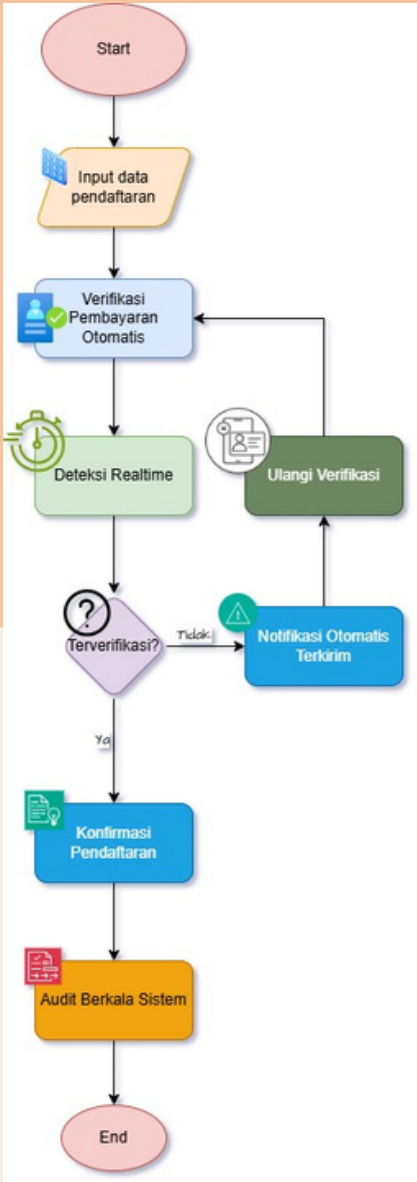 Start
Input data
pendaftaran
Verifikasi
Pembayaran
Otomatis
Deteksi Realtime
Ulangi Verifikasi
Terverifikasi?
Tidak
Notifikasi Otomatis
Terkirim
Ya
Konfirmasi
Pendaftaran
Audit Berkala Sistem
End